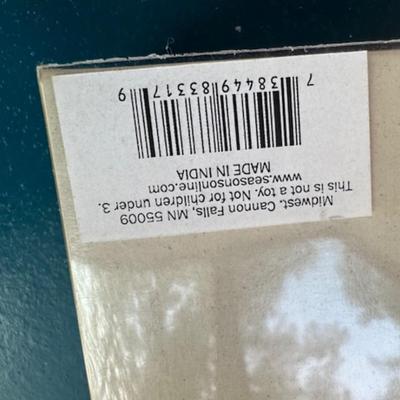 Midwest. Cannon Falls, MN 55009
This is not a toy. Not for children under 3.
www.seasonsonline.com
MADE IN INDIA
7 38449 83317 9